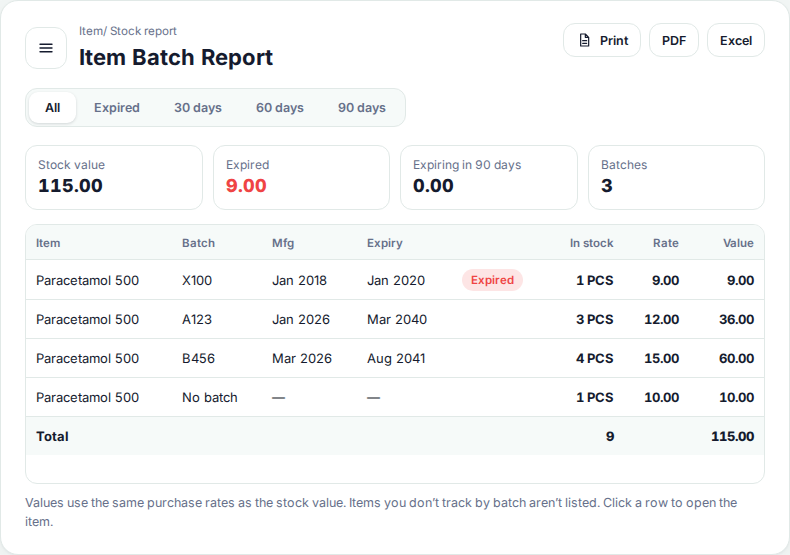 Item/ Stock report
Item Batch Report
Print PDF Excel
All Expired 30 days 60 days 90 days
Stock value Expired Expiring in 90 days Batches
115.00 9.00 0.00 3
Item Batch Mfg Expiry In stock Rate Value
Paracetamol 500 X100 Jan 2018 Jan 2020 Expired 1 PCS 9.00 9.00
Paracetamol 500 A123 Jan 2026 Mar 2040 3 PCS 12.00 36.00
Paracetamol 500 B456 Mar 2026 Aug 2041 4 PCS 15.00 60.00
Paracetamol 500 No batch — — 1 PCS 10.00 10.00
Total 9 115.00
Values use the same purchase rates as the stock value. Items you don't track by batch aren't listed. Click a row to open the
item.